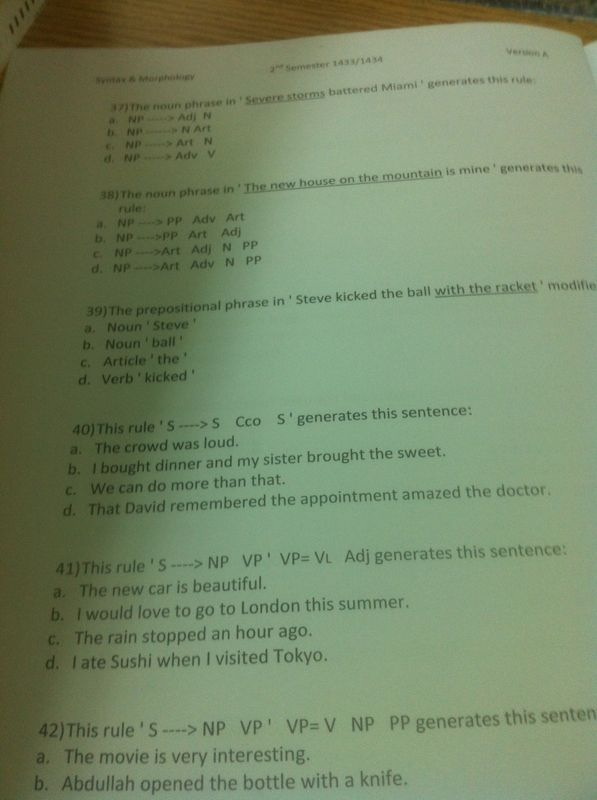 Syntax & Morphology 2nd Semester 1433/1434 Version A
37)The noun phrase in ' Severe storms battered Miami ' generates this rule:
a. NP -----> Adj N
b. NP ------> N Art
c. NP -----> Art N
d. NP -----> Adv V
38)The noun phrase in ' The new house on the mountain is mine ' generates this
rule:
a. NP ----> PP Adv Art
b. NP ---->PP Art Adj
c. NP ---->Art Adj N PP
d. NP ---->Art Adv N PP
39)The prepositional phrase in ' Steve kicked the ball with the racket ' modifie
a. Noun ' Steve '
b. Noun ' ball '
c. Article ' the '
d. Verb ' kicked '
40)This rule ' S ----> S Cco S ' generates this sentence:
a. The crowd was loud.
b. I bought dinner and my sister brought the sweet.
c. We can do more than that.
d. That David remembered the appointment amazed the doctor.
41)This rule ' S ----> NP VP ' VP= VL Adj generates this sentence:
a. The new car is beautiful.
b. I would love to go to London this summer.
c. The rain stopped an hour ago.
d. I ate Sushi when I visited Tokyo.
42)This rule ' S ----> NP VP ' VP= V NP PP generates this senten
a. The movie is very interesting.
b. Abdullah opened the bottle with a knife.